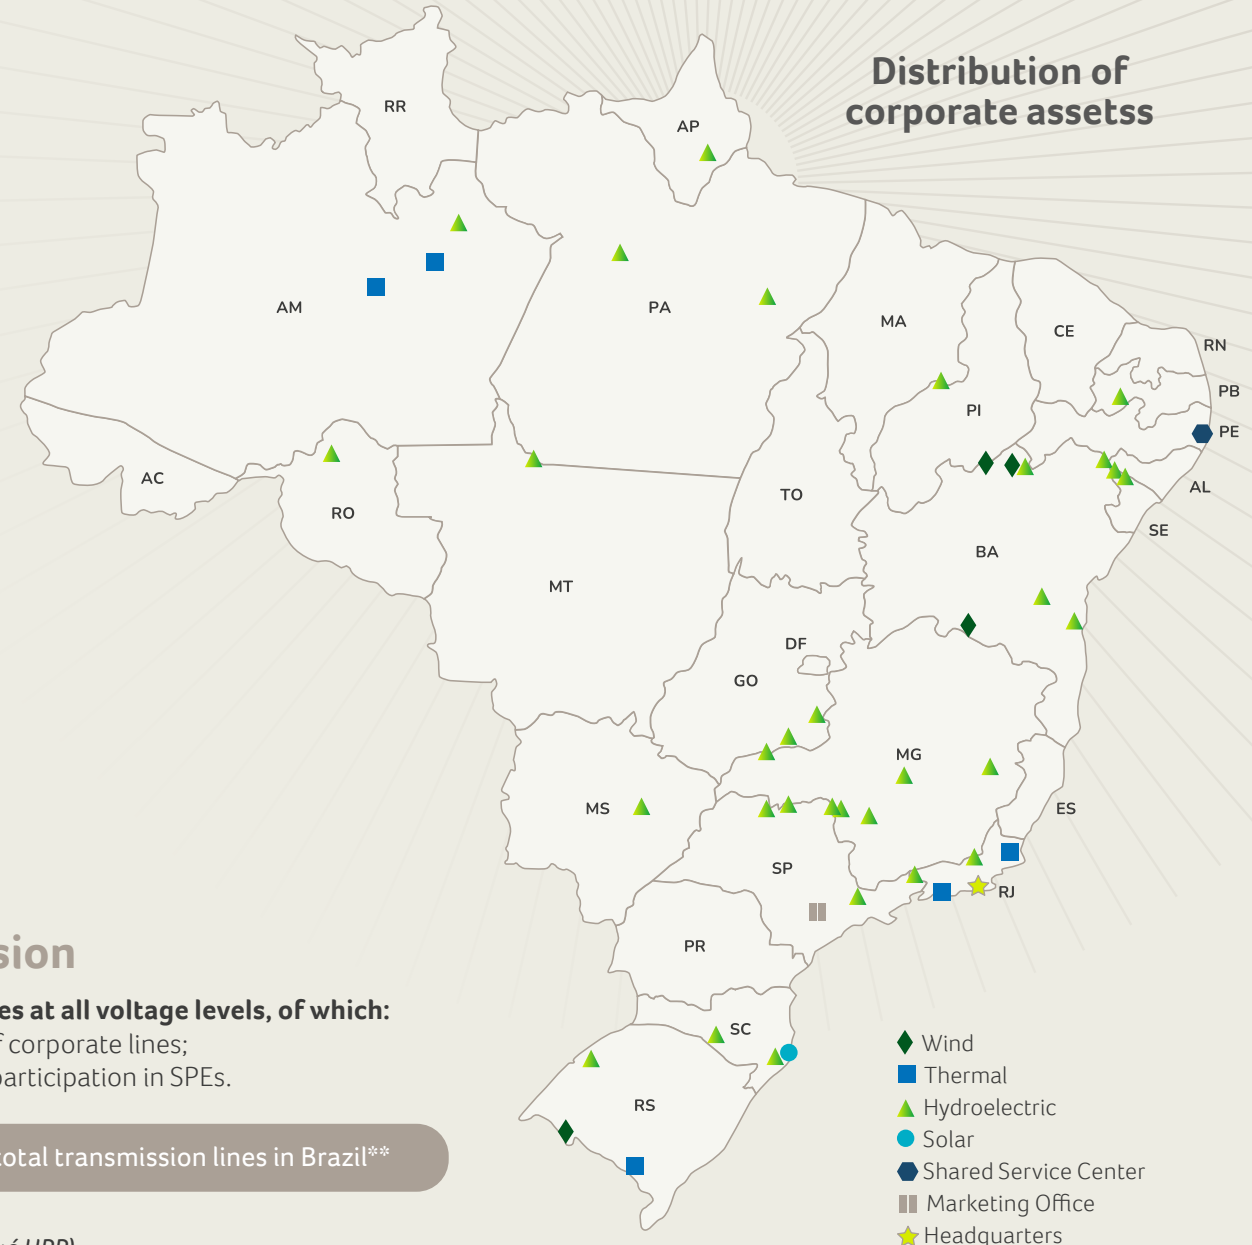 Distribution of
corporate assetss
RR
AP
AM
PA
MA
CE
RN
PB
PI
PE
AC
RO
TO
AL
SE
BA
MT
DF
GO
MG
MS
ES
SP
RJ
PR
SC
RS
es at all voltage levels, of which:
corporate lines;
participation in SPEs.
total transmission lines in Brazil**
Wind
Thermal
Hydroelectric
Solar
Shared Service Center
Marketing Office
Headquarters